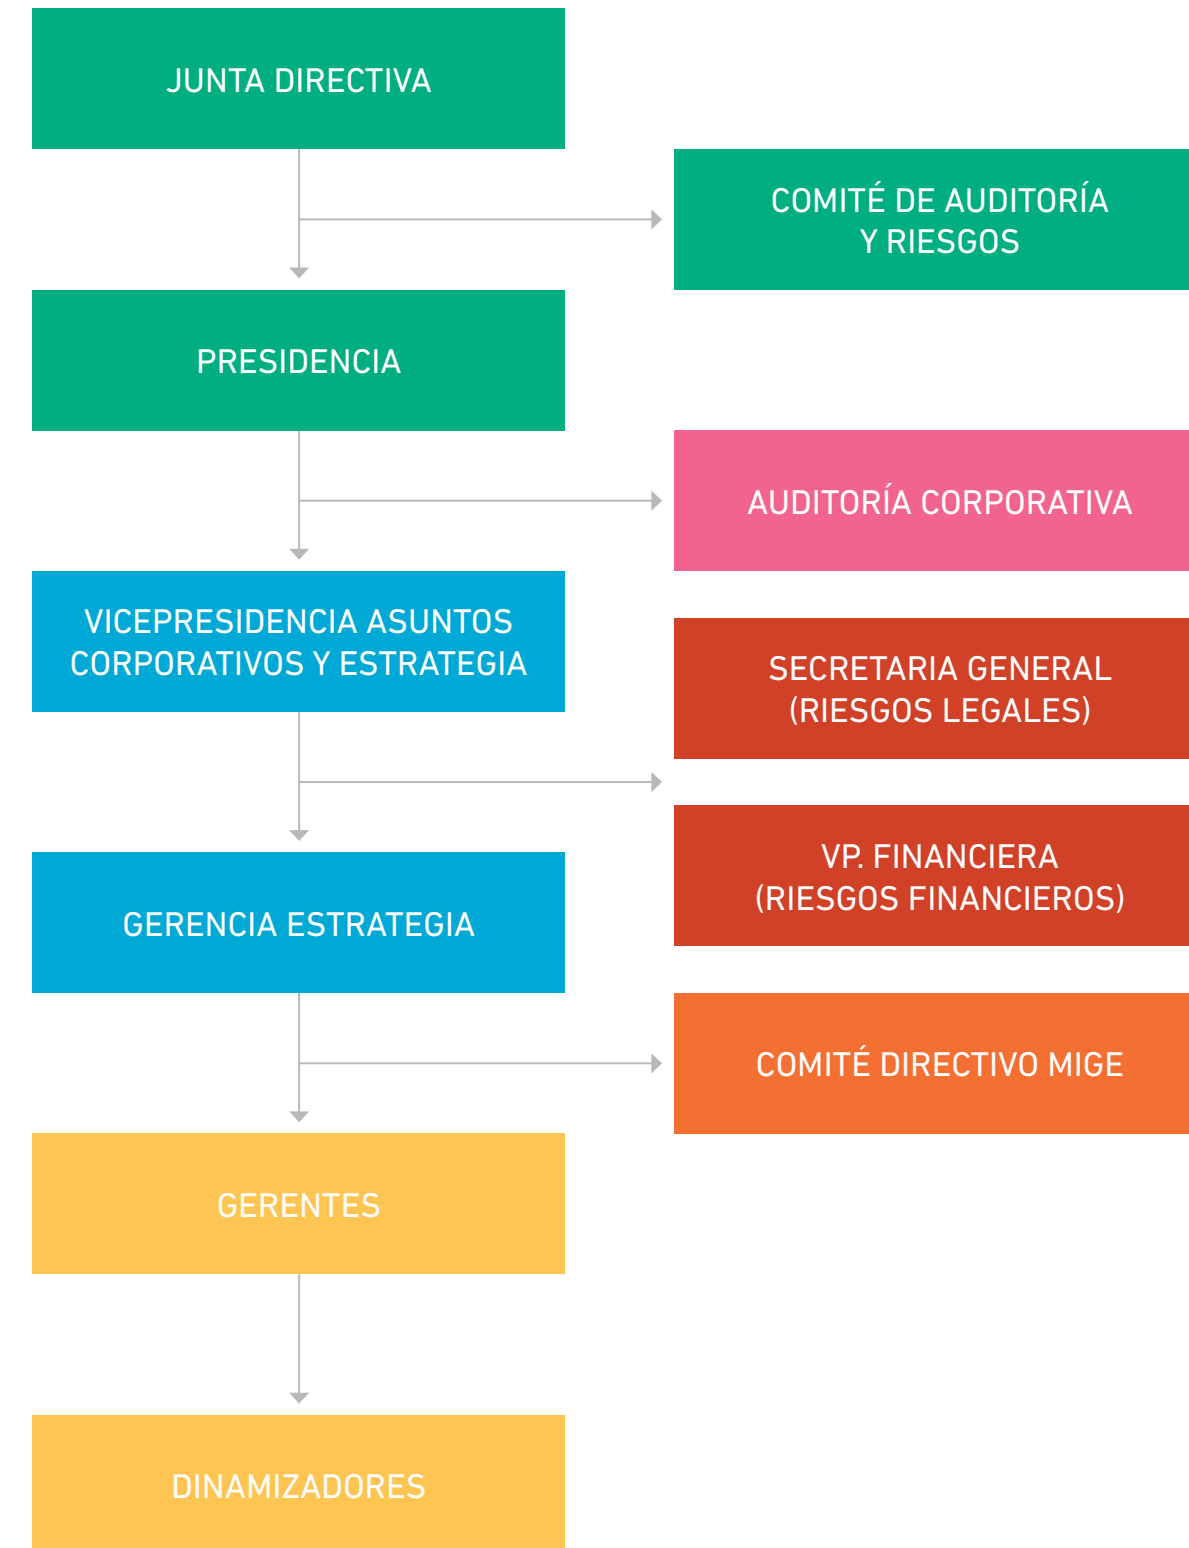 JUNTA DIRECTIVA
COMITÉ DE AUDITORÍA
Y RIESGOS
PRESIDENCIA
AUDITORÍA CORPORATIVA
VICEPRESIDENCIA ASUNTOS
CORPORATIVOS Y ESTRATEGIA
SECRETARIA GENERAL
(RIESGOS LEGALES)
VP. FINANCIERA
(RIESGOS FINANCIEROS)
GERENCIA ESTRATEGIA
COMITÉ DIRECTIVO MIGE
GERENTES
DINAMIZADORES